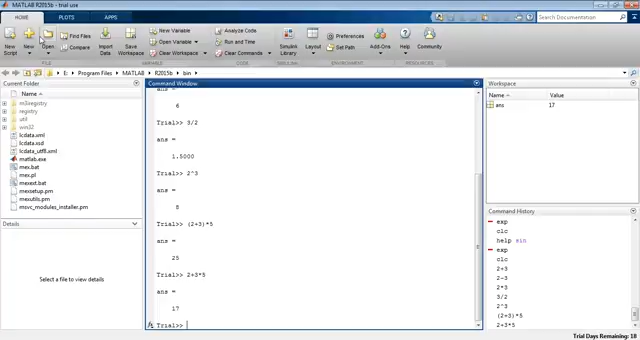 MATLAB R2015b - trial use
HOME PLOTS APPS
Search Documentation
New Script
New
Open
Find Files
Compare
Import Data
Save Workspace
New Variable
Open Variable
Clear Workspace
Analyze Code
Run and Time
Clear Commands
Simulink Library
Layout
Preferences
Set Path
Add-Ons
Help
Community
FILE VARIABLE CODE SIMULINK ENVIRONMENT RESOURCES
E: Program Files MATLAB R2015b bin
Current Folder
Name
m3iregistry
registry
util
win32
lcdata.xml
lcdata.xsd
lcdata_utf8.xml
matlab.exe
mex.bat
mex.pl
mexext.bat
mexsetup.pm
mexutils.pm
msvc_modules_installer.pm
Details
Select a file to view details
Command Window
ans =
6
Trial>> 3/2
ans =
1.5000
Trial>> 2^3
ans =
8
Trial>> (2+3)*5
ans =
25
Trial>> 2+3*5
ans =
17
fx Trial>>
Workspace
Name Value
ans 17
Command History
exp
clc
help sin
exp
clc
2+3
2-3
2*3
3/2
2^3
(2+3)*5
2+3*5
Trial Days Remaining: 18